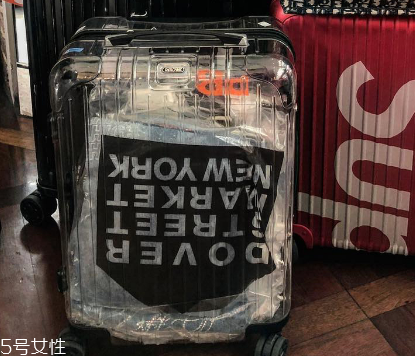 DOVER
STREET
MARKET
NEW YORK
Sup
5号女性